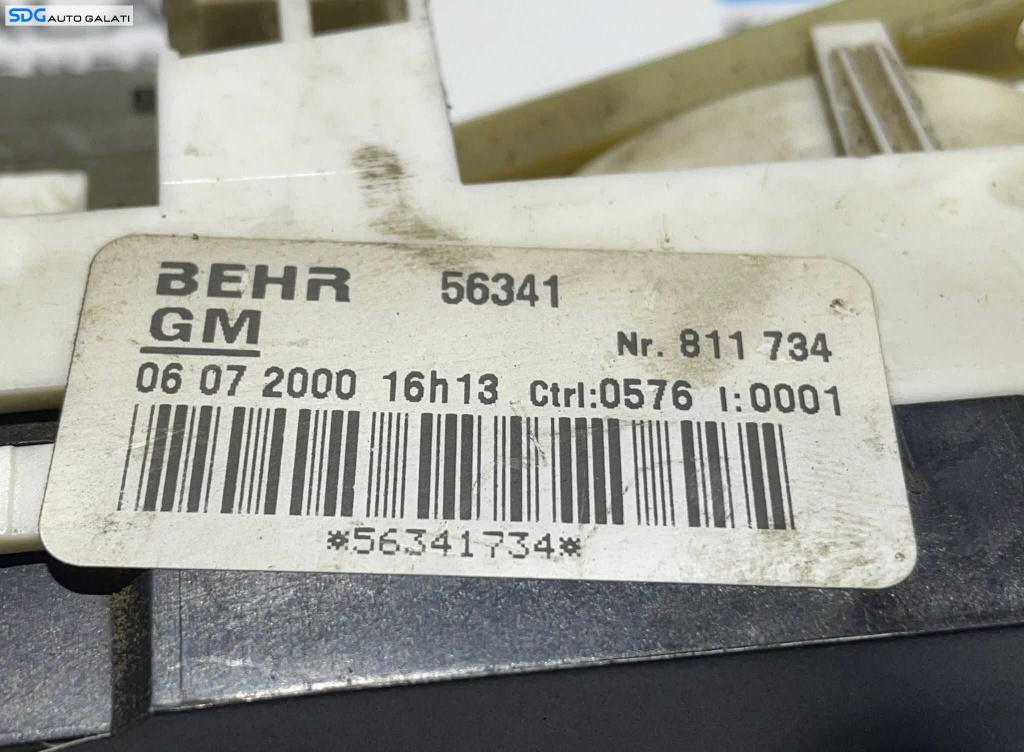 SDG AUTO GALATI
BEHR 56341
GM
Nr. 811 734
06 07 2000 16h13 Ctrl:0576 I:0001
*56341734*